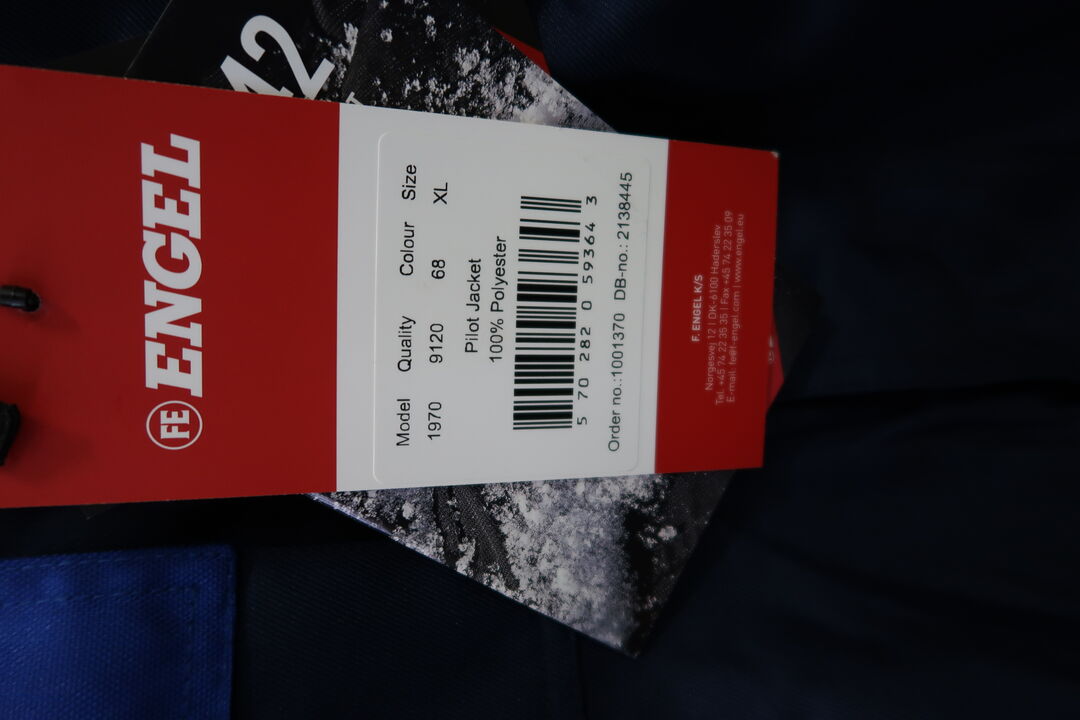 42
FE ENGEL
Model Quality Colour Size
1970 9120 68 XL
Pilot Jacket
100% Polyester
5 70 282 0 59364 3
Order no.:1001370 DB-no.: 2138445
F. ENGEL K/S
Norgesvej 12 | DK-6100 Haderslev
Tel. +45 74 22 35 35 | Fax +45 74 22 35 09
E-mail: fe@f-engel.com | www.engel.eu